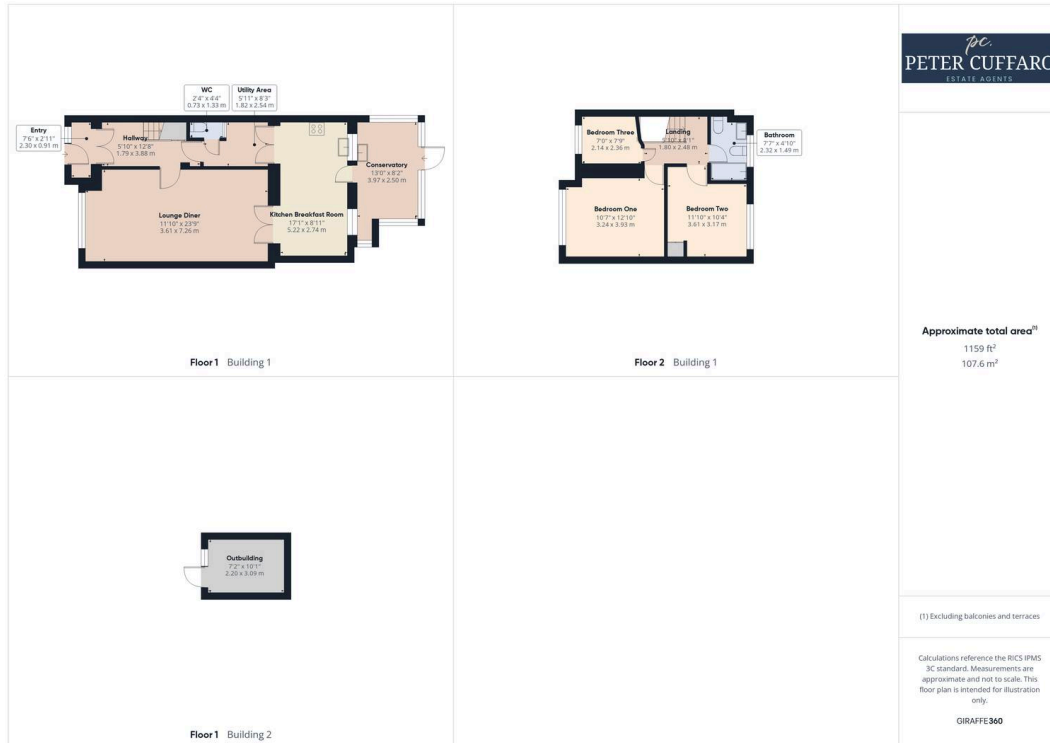 WC
2'4" x 4'4"
0.73 x 1.33 m
Utility Area
5'11" x 8'3"
1.82 x 2.54 m
Entry
7'6" x 2'11"
2.30 x 0.91 m
Hallway
5'10" x 12'8"
1.79 x 3.88 m
Conservatory
13'0" x 8'2"
3.97 x 2.50 m
Lounge Diner
11'10" x 23'9"
3.61 x 7.26 m
Kitchen Breakfast Room
17'1" x 8'11"
5.22 x 2.74 m
Floor 1 Building 1
Bedroom Three
7'0" x 7'9"
2.14 x 2.36 m
Landing
5'10" x 8'1"
1.80 x 2.48 m
Bathroom
7'7" x 4'10"
2.32 x 1.49 m
Bedroom One
10'7" x 12'10"
3.24 x 3.93 m
Bedroom Two
11'10" x 10'4"
3.61 x 3.17 m
Floor 2 Building 1
Outbuilding
7'2" x 10'1"
2.20 x 3.09 m
Floor 1 Building 2
pc.
PETER CUFFARO
ESTATE AGENTS
Approximate total area(1)
1159 ft²
107.6 m²
(1) Excluding balconies and terraces
Calculations reference the RICS IPMS
3C standard. Measurements are
approximate and not to scale. This
floor plan is intended for illustration
only.
GIRAFFE360